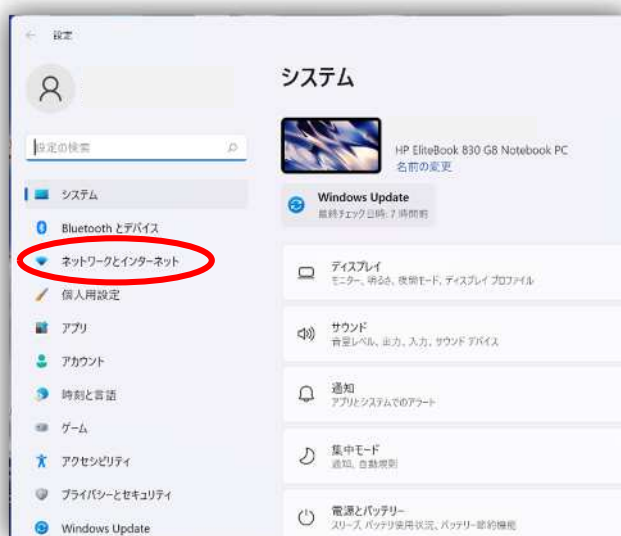 設定
システム
設定の検索
HP EliteBook 830 G8 Notebook PC
名前の変更
Windows Update
最終チェック日時: 7 時間前
システム
Bluetooth とデバイス
ネットワークとインターネット
個人用設定
アプリ
アカウント
時刻と言語
ゲーム
アクセシビリティ
プライバシーとセキュリティ
Windows Update
ディスプレイ
モニター、明るさ、夜間モード、ディスプレイ プロファイル
サウンド
音量レベル、出力、入力、サウンド デバイス
通知
アプリとシステムでのアラート
集中モード
通知、自動規則
電源とバッテリー
スリープ、バッテリ使用状況、バッテリー節約機能